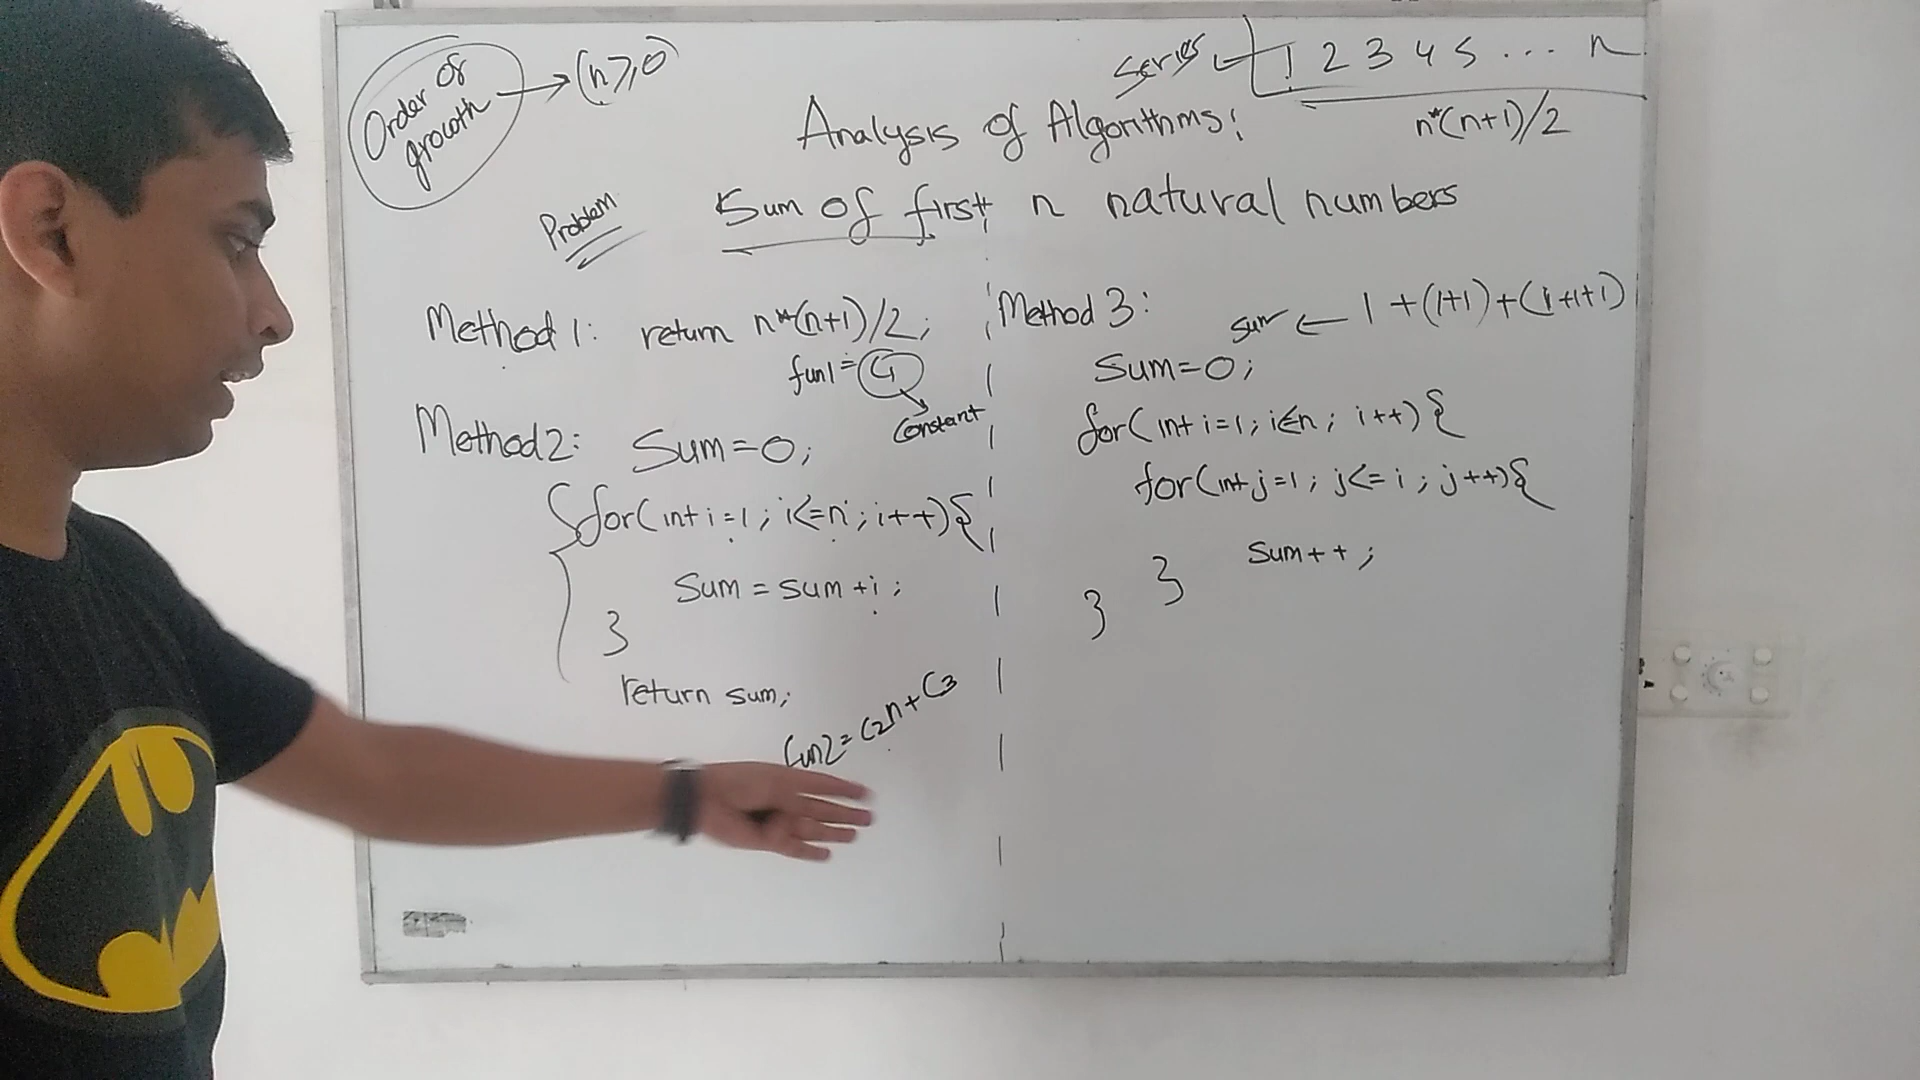 Order of growth → (n≥0)
Series ← 1 2 3 4 5 ... n
n*(n+1)/2
Analysis of Algorithms:
Problem
Sum of first n natural numbers
Method 1: return n*(n+1)/2;
fun1 = C1
Constant
Method2: Sum=0;
for(int i=1; i<=n; i++){
Sum = sum+i;
}
return sum;
fun2 = C2n+C3
Method 3:
sum ← 1+(1+1)+(1+1+1)
Sum=0;
for(int i=1; i≤n; i++){
for(int j=1; j<=i; j++){
Sum++;
}
}